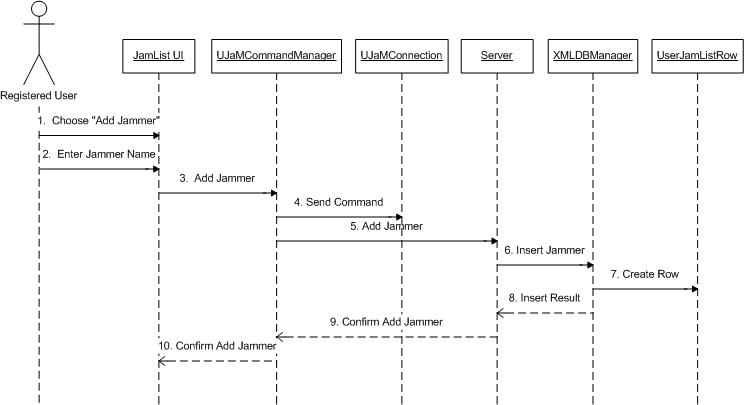 JamList UI
UJaMCommandManager
UJaMConnection
Server
XMLDBManager
UserJamListRow
Registered User
1.  Choose "Add Jammer"
2.  Enter Jammer Name
3.  Add Jammer
4. Send Command
5. Add Jammer
6. Insert Jammer
7. Create Row
8. Insert Result
9. Confirm Add Jammer
10. Confirm Add Jammer